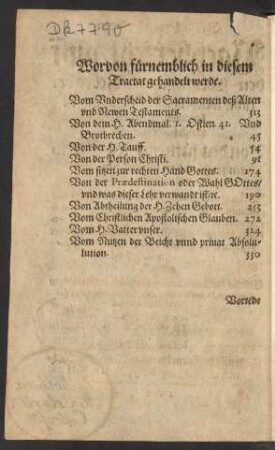 DR7790
Worvon fürnemblich in diesem
Tractat gehandelt werde.
Vom Vnderscheid der Sacramenten deß Alten
vnd Newen Testaments. 113
Von dem H. Abendmal. 1. Ostien 41. Vnd
Brotbrechen. 45
Von der H. Tauff. 54
Von der Person Christi. 91
Vom sitzen zur rechten Hand Gottes. 174
Von der Prædestination oder Wahl GOttes/
vnd was dieser Lehr verwandt ist/ꝛc. 190
Von Abtheilung der H. Zehen Gebott. 253
Vom Christlichen Apostolischen Glauben. 272
Vom H. Vatter vnser. 324
Vom Nutzen der Beicht vnnd priuat Absolu-
lution. 330
Vorrede